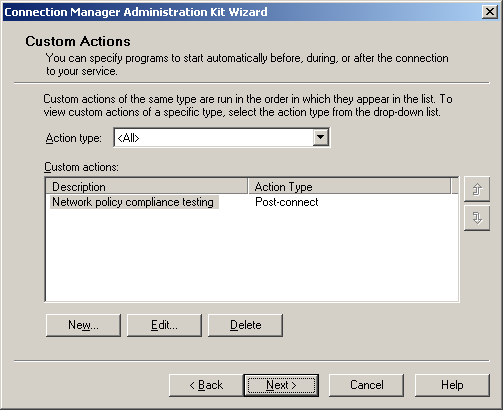 Connection Manager Administration Kit Wizard
Custom Actions
You can specify programs to start automatically before, during, or after the connection
to your service.
Custom actions of the same type are run in the order in which they appear in the list. To
view custom actions of a specific type, select the action type from the drop-down list.
Action type: <All>
Custom actions:
Description Action Type
Network policy compliance testing Post-connect
New... Edit... Delete
< Back Next > Cancel Help